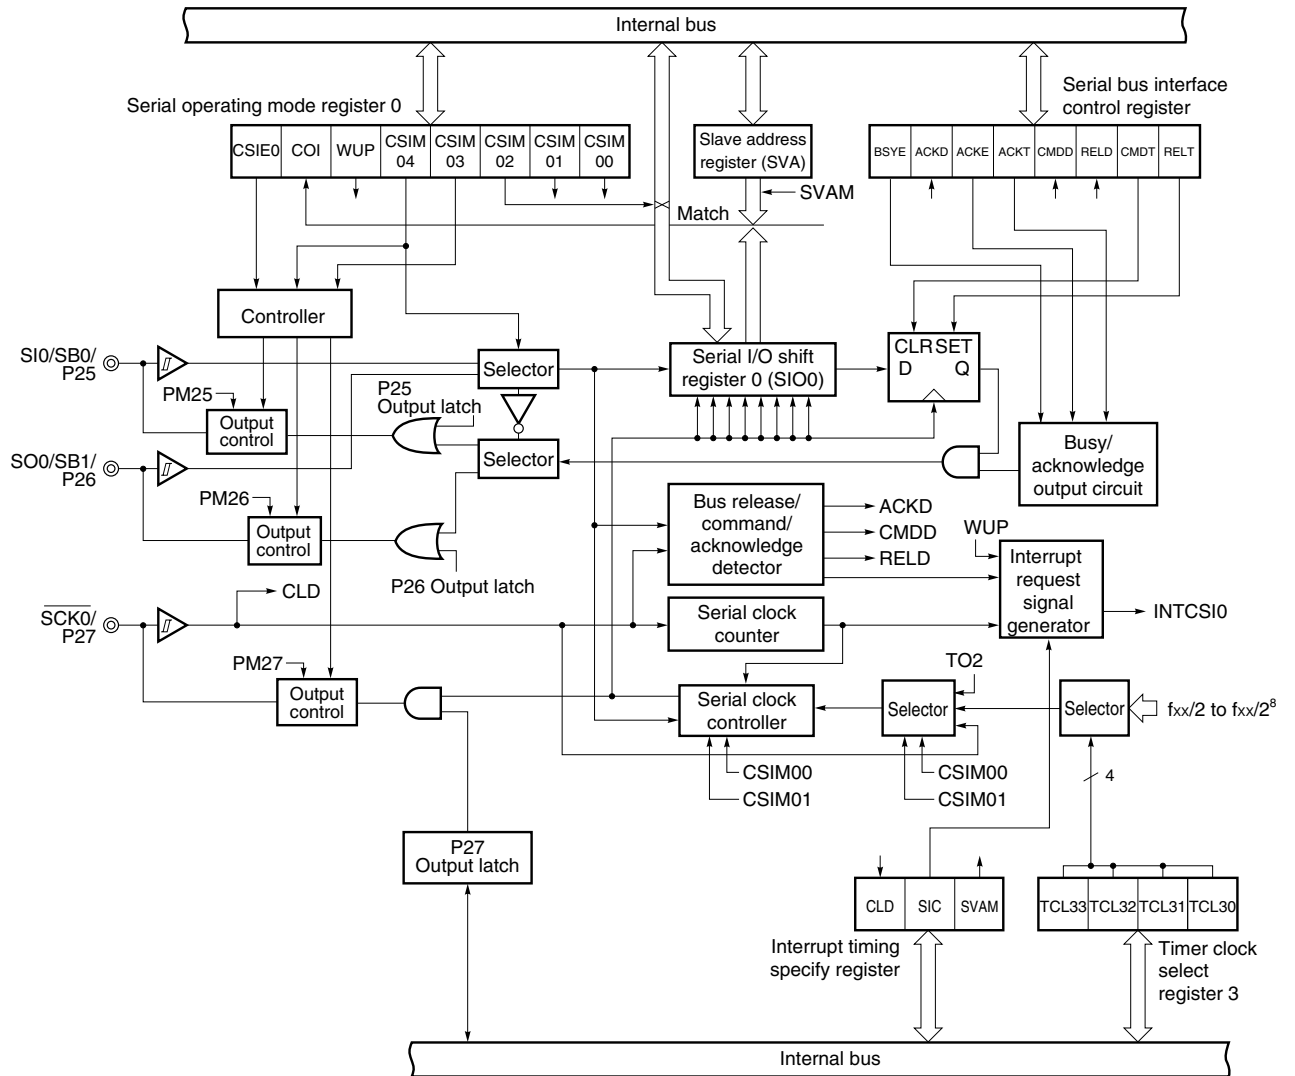 Internal bus
Serial operating mode register 0
CSIE0 COI WUP CSIM 04 CSIM 03 CSIM 02 CSIM 01 CSIM 00
Slave address
register (SVA)
SVAM
Match
Serial bus interface
control register
BSYE ACKD ACKE ACKT CMDD RELD CMDT RELT
Controller
SI0/SB0/
P25
PM25
Output
control
P25
Output latch
Selector
Selector
Serial I/O shift
register 0 (SIO0)
CLR SET
D Q
Busy/
acknowledge
output circuit
SO0/SB1/
P26
PM26
Output
control
P26 Output latch
Bus release/
command/
acknowledge
detector
ACKD
CMDD
RELD
WUP
Interrupt
request
signal
generator
INTCSI0
CLD
SCK0/
P27
Serial clock
counter
PM27
Output
control
Serial clock
controller
TO2
Selector
Selector
fxx/2 to fxx/2⁸
CSIM00
CSIM01
CSIM00
CSIM01
4
P27
Output latch
CLD SIC SVAM
TCL33 TCL32 TCL31 TCL30
Interrupt timing
specify register
Timer clock
select
register 3
Internal bus